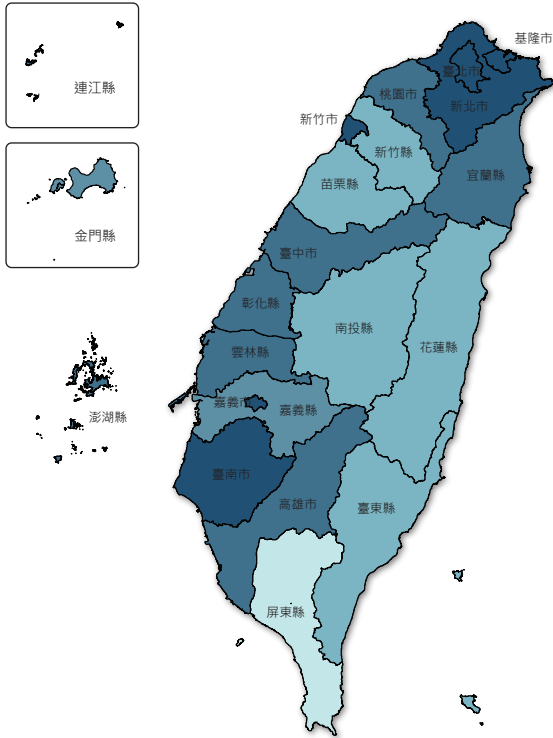 基隆市
連江縣
臺北市
桃園市
新北市
新竹市
新竹縣
宜蘭縣
苗栗縣
金門縣
臺中市
彰化縣
南投縣
花蓮縣
雲林縣
嘉義市
嘉義縣
澎湖縣
臺南市
高雄市
臺東縣
屏東縣